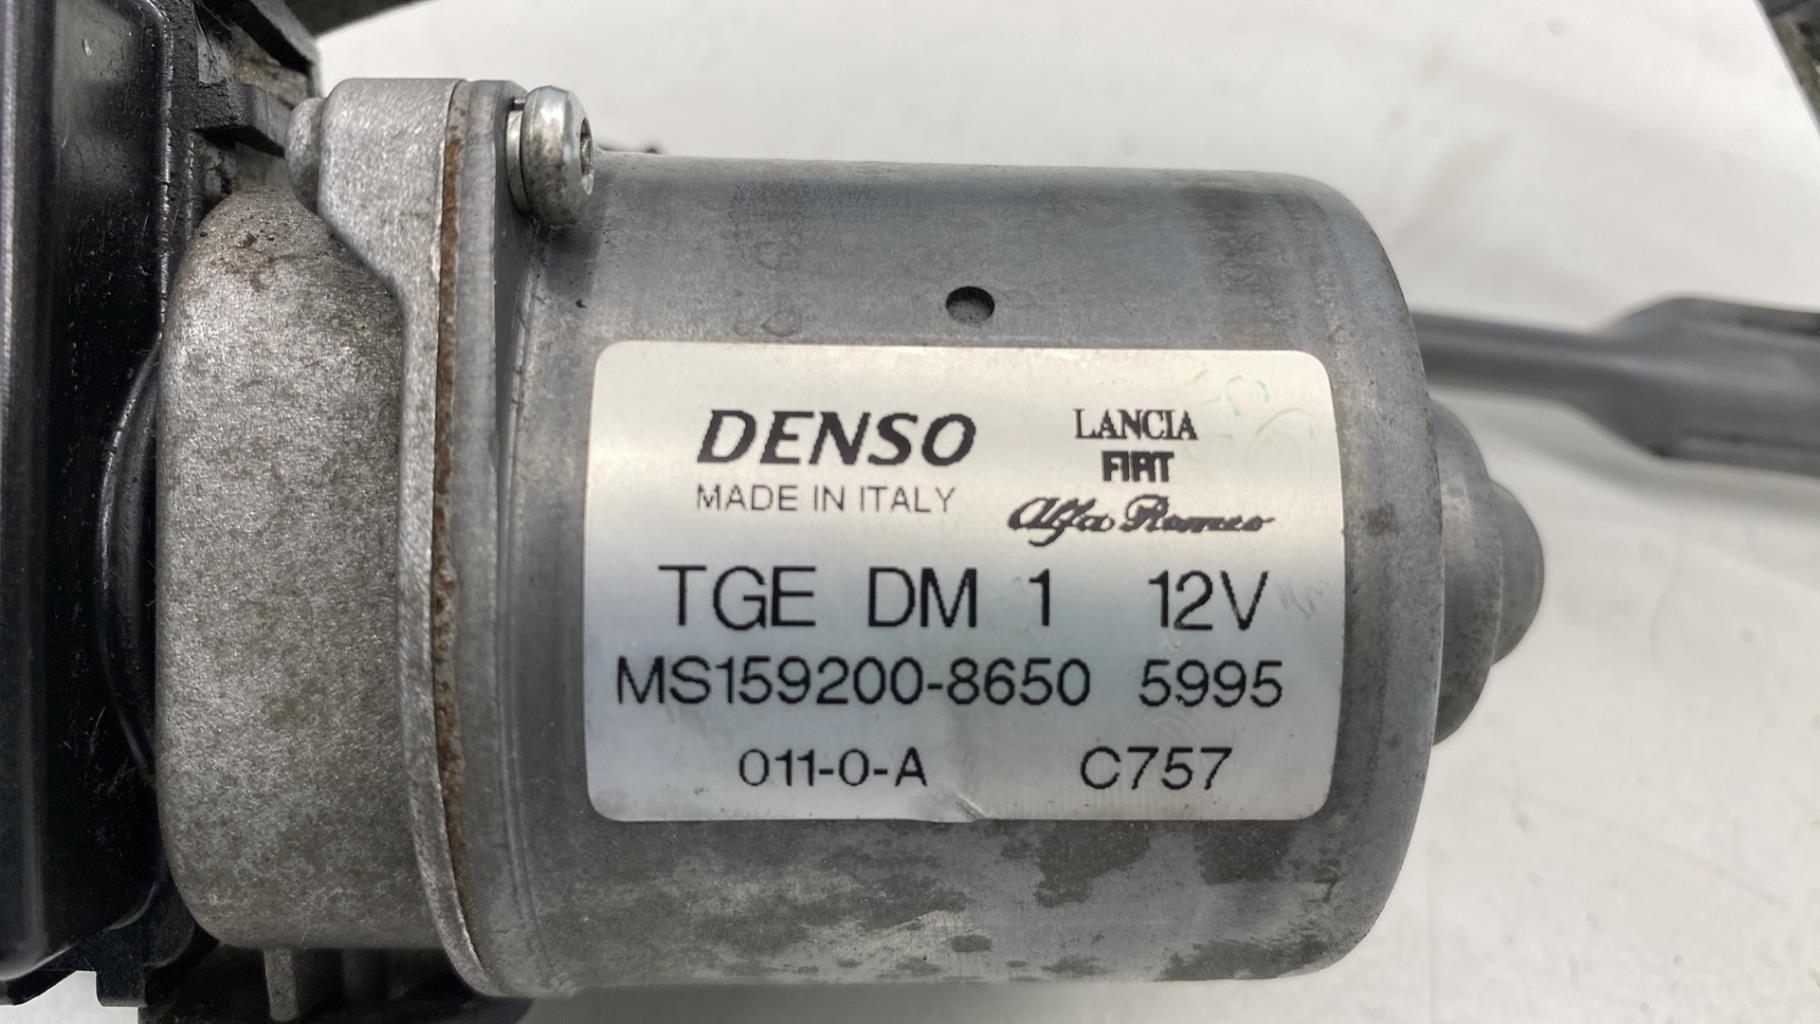 DENSO
MADE IN ITALY
LANCIA
FIAT
Alfa Romeo
TGE DM 1 12V
MS159200-8650 5995
011-0-A C757